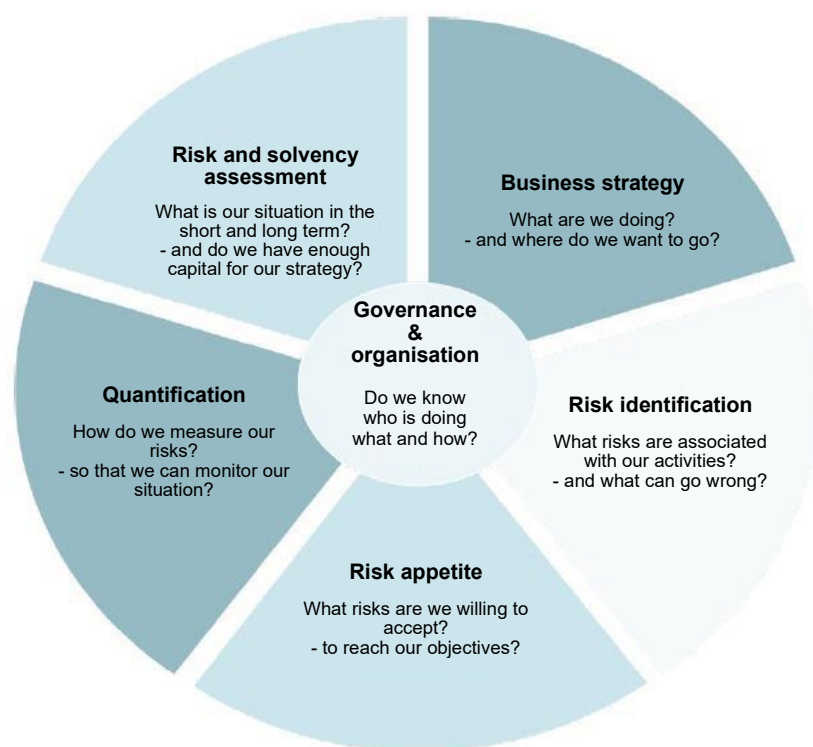 Risk and solvency
assessment
What is our situation in the
short and long term?
- and do we have enough
capital for our strategy?
Business strategy
What are we doing?
- and where do we want to go?
Governance
&
organisation
Do we know
who is doing
what and how?
Quantification
How do we measure our
risks?
- so that we can monitor our
situation?
Risk identification
What risks are associated
with our activities?
- and what can go wrong?
Risk appetite
What risks are we willing to
accept?
- to reach our objectives?